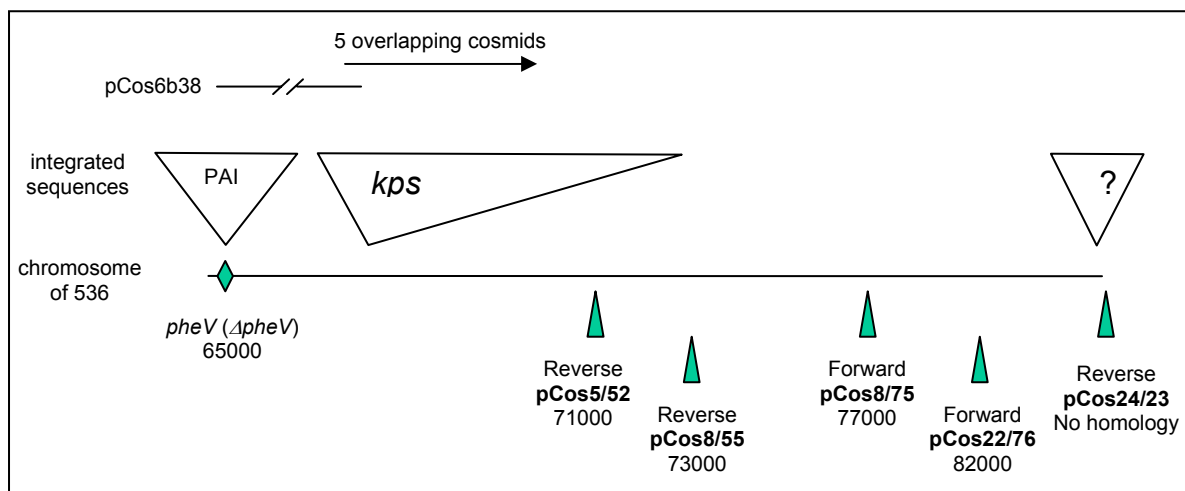 5 overlapping cosmids
pCos6b38
integrated
sequences
PAI
kps
?
chromosome
of 536
pheV (ΔpheV)
65000
Reverse
pCos5/52
71000
Reverse
pCos8/55
73000
Forward
pCos8/75
77000
Forward
pCos22/76
82000
Reverse
pCos24/23
No homology